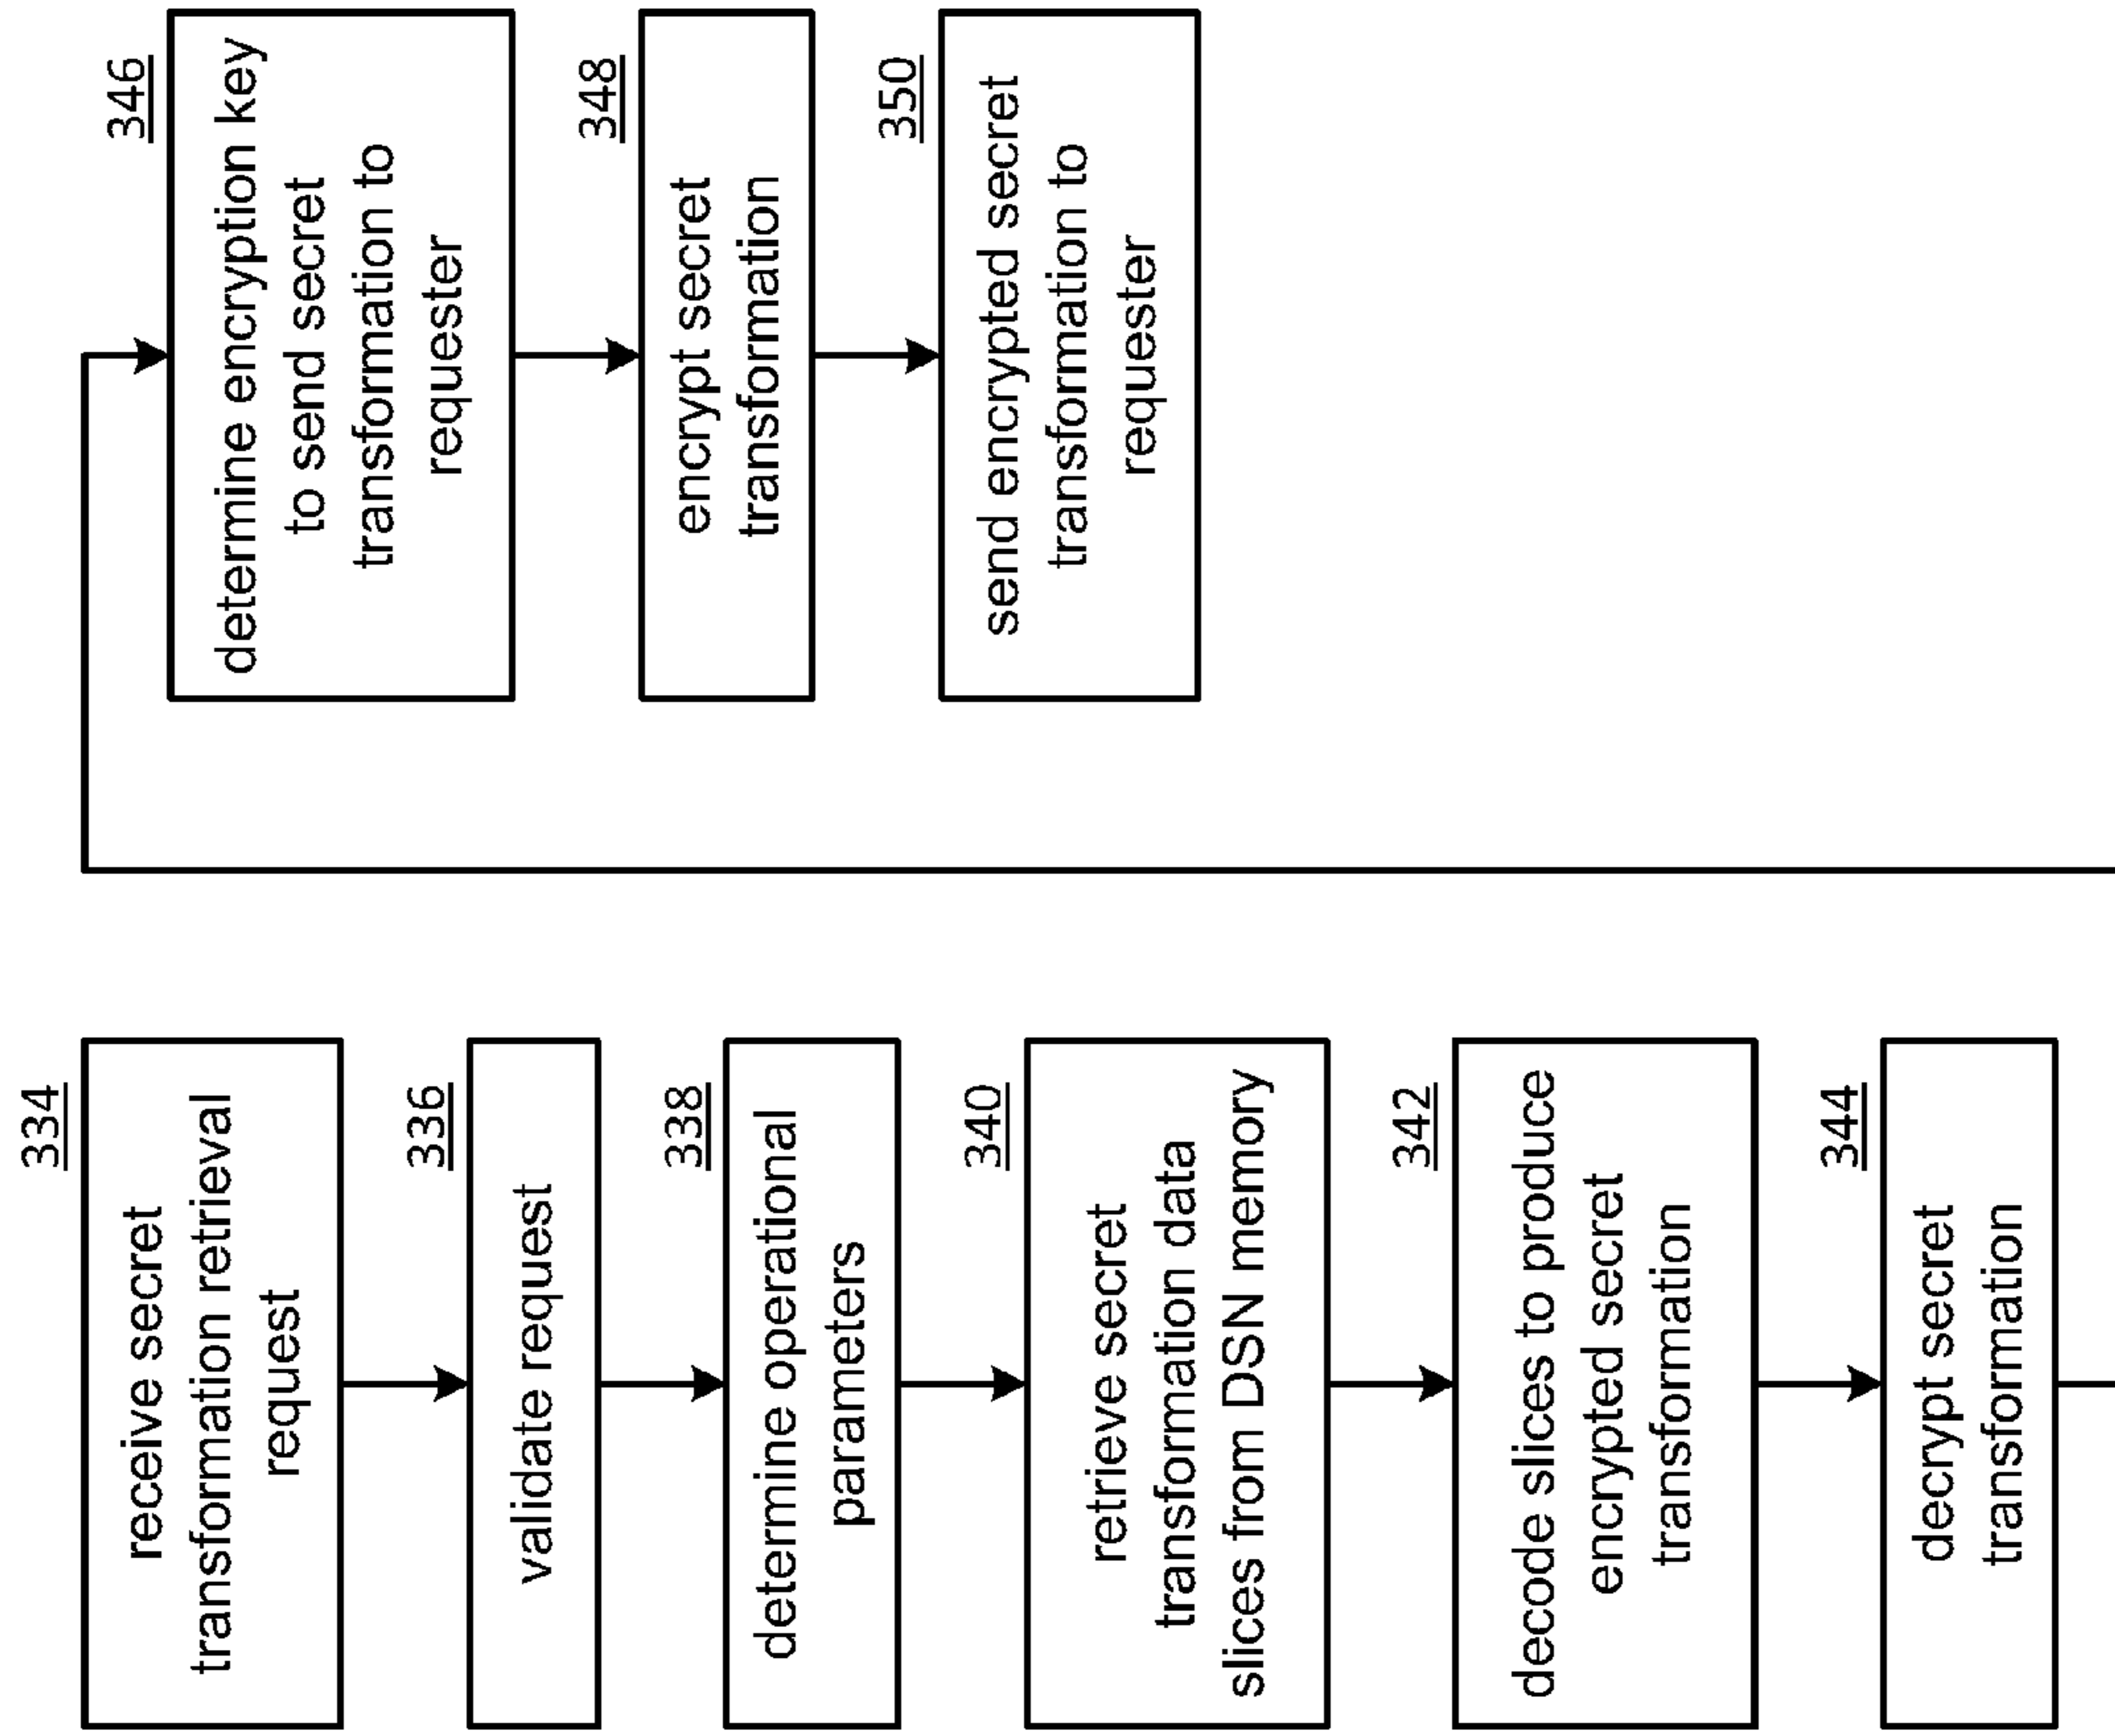 334
receive secret
transformation retrieval
request
336
validate request
338
determine operational
parameters
340
retrieve secret
transformation data
slices from DSN memory
342
decode slices to produce
encrypted secret
transformation
344
decrypt secret
transformation
346
determine encryption key
to send secret
transformation to
requester
348
encrypt secret
transformation
350
send encrypted secret
transformation to
requester